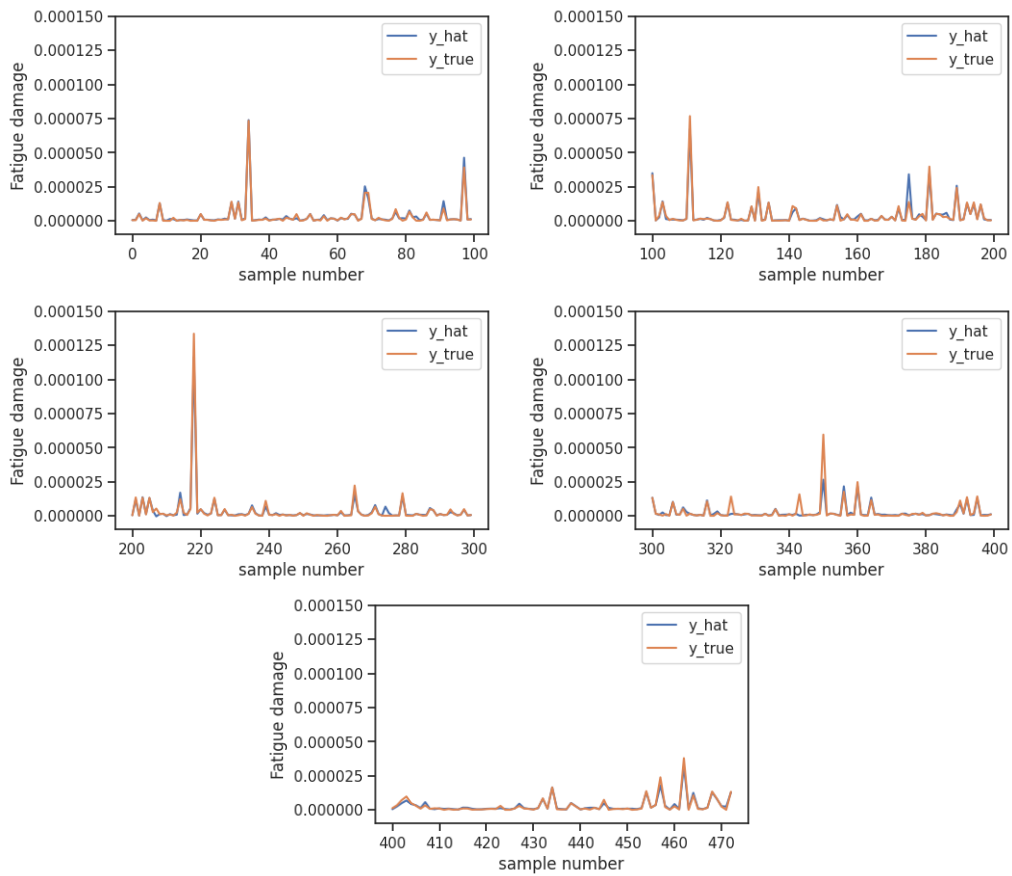 0.000150
0.000125
0.000100
0.000075
0.000050
0.000025
0.000000
Fatigue damage
y_hat
y_true
0 20 40 60 80 100
sample number
0.000150
0.000125
0.000100
0.000075
0.000050
0.000025
0.000000
Fatigue damage
y_hat
y_true
100 120 140 160 180 200
sample number
0.000150
0.000125
0.000100
0.000075
0.000050
0.000025
0.000000
Fatigue damage
y_hat
y_true
200 220 240 260 280 300
sample number
0.000150
0.000125
0.000100
0.000075
0.000050
0.000025
0.000000
Fatigue damage
y_hat
y_true
300 320 340 360 380 400
sample number
0.000150
0.000125
0.000100
0.000075
0.000050
0.000025
0.000000
Fatigue damage
y_hat
y_true
400 410 420 430 440 450 460 470
sample number